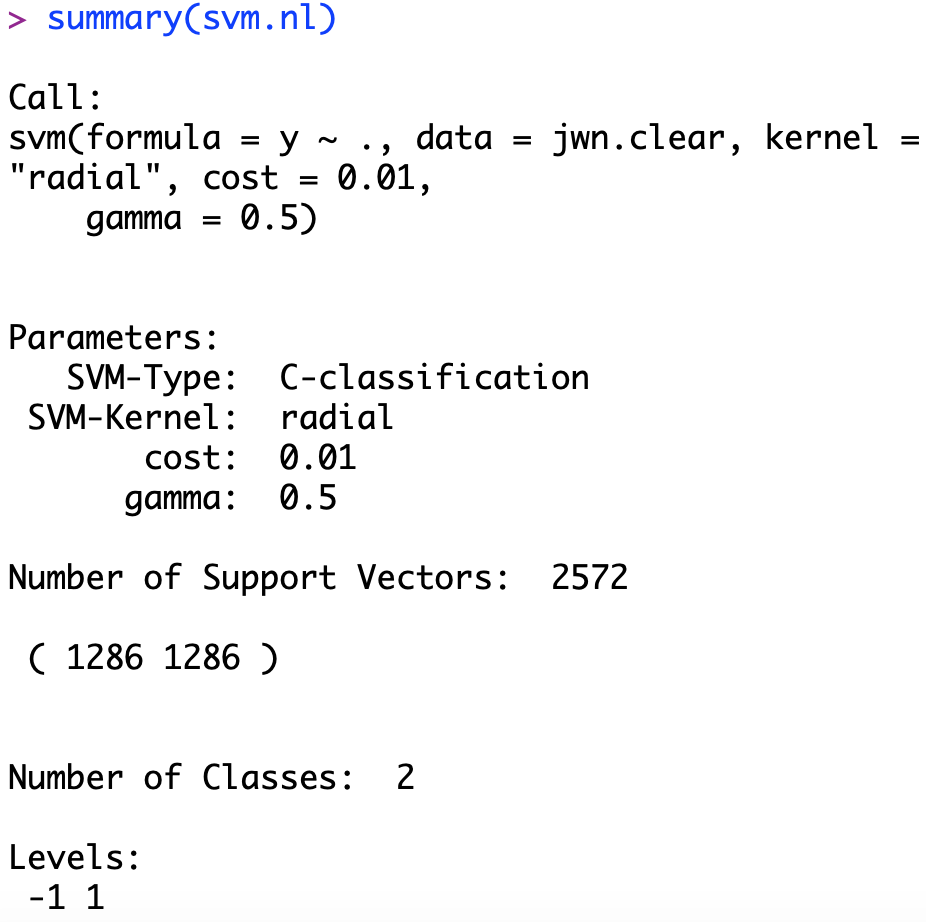 > summary(svm.nl)
Call:
svm(formula = y ~ ., data = jwn.clear, kernel =
"radial", cost = 0.01,
    gamma = 0.5)
Parameters:
   SVM-Type:  C-classification
 SVM-Kernel:  radial
       cost:  0.01
      gamma:  0.5
Number of Support Vectors:  2572
 ( 1286 1286 )
Number of Classes:  2
Levels:
 -1 1